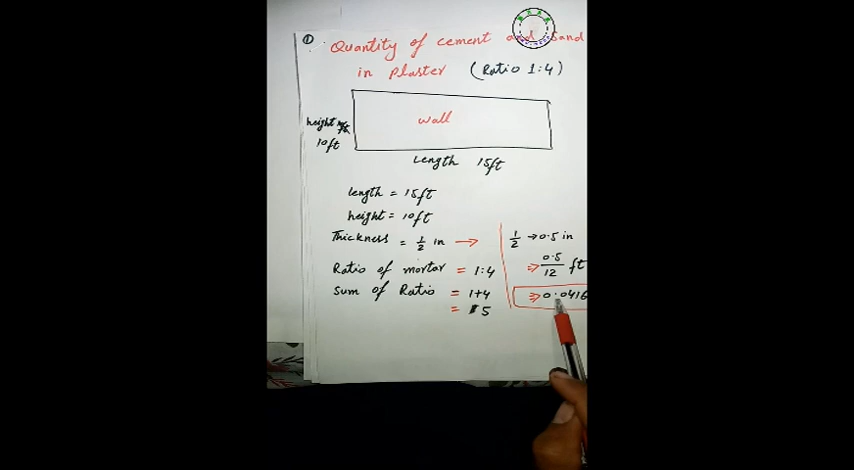 ① Quantity of cement and Sand
in Plaster (Ratio 1:4)
wall
height
10ft
Length 15ft
length = 15ft
height = 10ft
Thickness = 1/2 in →
1/2 → 0.5 in
⇒ 0.5/12 ft
⇒ 0.0416
Ratio of mortar = 1:4
Sum of Ratio = 1+4
= 5